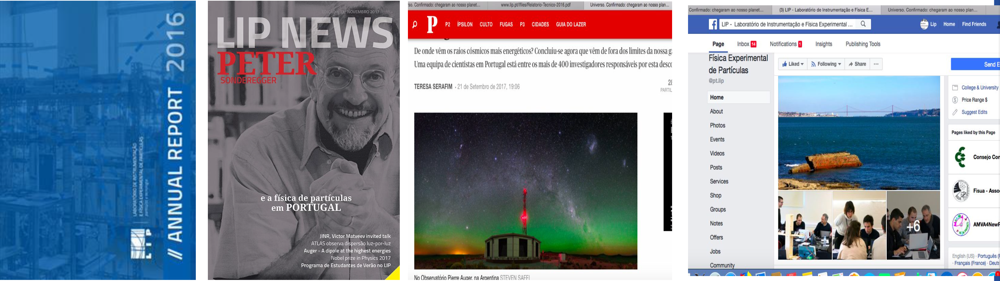 // ANNUAL REPORT 2016
LABORATÓRIO DE INSTRUMENTAÇÃO
E FÍSICA EXPERIMENTAL DE PARTÍCULAS
LIP
EDIÇÃO n.13, NOVEMBRO 2017
LIP NEWS
PETER
SONDEREGGER
e a física de partículas
em PORTUGAL
JINR, Victor Matveev invited talk
ATLAS observa dispersão luz-por-luz
Auger - A dipole at the highest energies
Nobel prize in Physics 2017
Programa de Estudantes de Verão no LIP
so. Confirmado: chegaram ao nosso planet...
www.lip.pt/lfiles/Relatorio-Tecnico-2016.pdf
Universo. Confirmado: chegaram ao nosso plan...
P P2 ÍPSILON CULTO FUGAS P3 CIDADES GUIA DO LAZER
De onde vêm os raios cósmicos mais energéticos? Concluiu-se agora que vêm de fora dos limites da nossa g
Uma equipa de cientistas em Portugal está entre os mais de 400 investigadores responsáveis por esta desco
TERESA SERAFIM • 21 de Setembro de 2017, 19:06
28
PARTIL
No Observatório Pierre Auger, na Argentina STEVEN SAFFI
Confirmado: chegaram ao nosso planet...
(3) LIP - Laboratório de Instrumentação e Física E...
Universo. Confirmado: chegaram ao nosso plan...
LIP - Laboratório de Instrumentação e Física Experimental ...
Lip Home Find Friends
Page Inbox 14 Notifications 1 Insights Publishing Tools
Física Experimental
de Partículas
@pt.lip
Liked Following Share ...
Send E
Home
About
Photos
Events
Videos
Posts
Services
Shop
Groups
Notes
Offers
Jobs
Community
+6
College & University
Price Range $
Suggest Edits
Pages liked by this Page
Consejo Con
Fisua - Asso
AMVA4NewP
English (US) · Português (
· Français (France) · Deuts